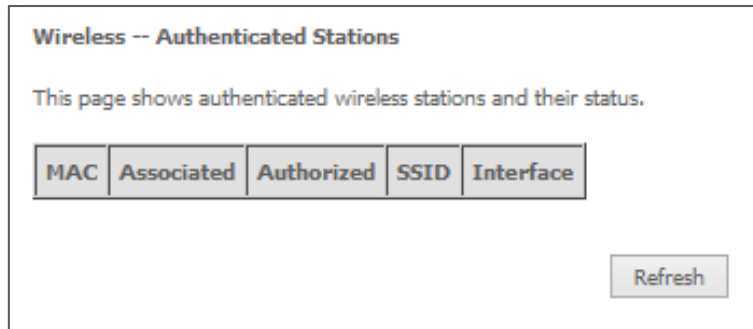 Wireless -- Authenticated Stations
This page shows authenticated wireless stations and their status.
MAC Associated Authorized SSID Interface
Refresh